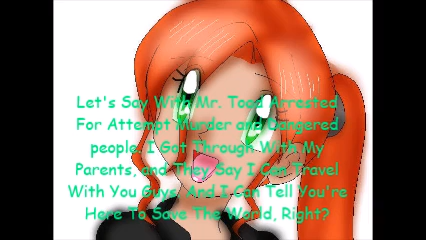 Let's Say With Mr. Toad Arrested
For Attempt Murder and Dangered
people, I Got Through With My
Parents, and They Say I Can Travel
With You Guys. And I Can Tell You're
Here To Save The World, Right?